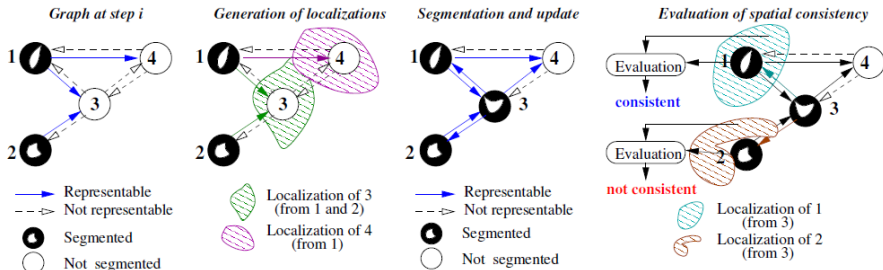 Graph at step i
1
4
3
2
Representable
Not representable
Segmented
Not segmented
Generation of localizations
1
4
3
2
Localization of 3
(from 1 and 2)
Localization of 4
(from 1)
Segmentation and update
1
4
3
2
Representable
Not representable
Segmented
Not segmented
Evaluation of spatial consistency
Evaluation
1
4
consistent
3
Evaluation
2
not consistent
Localization of 1
(from 3)
Localization of 2
(from 3)